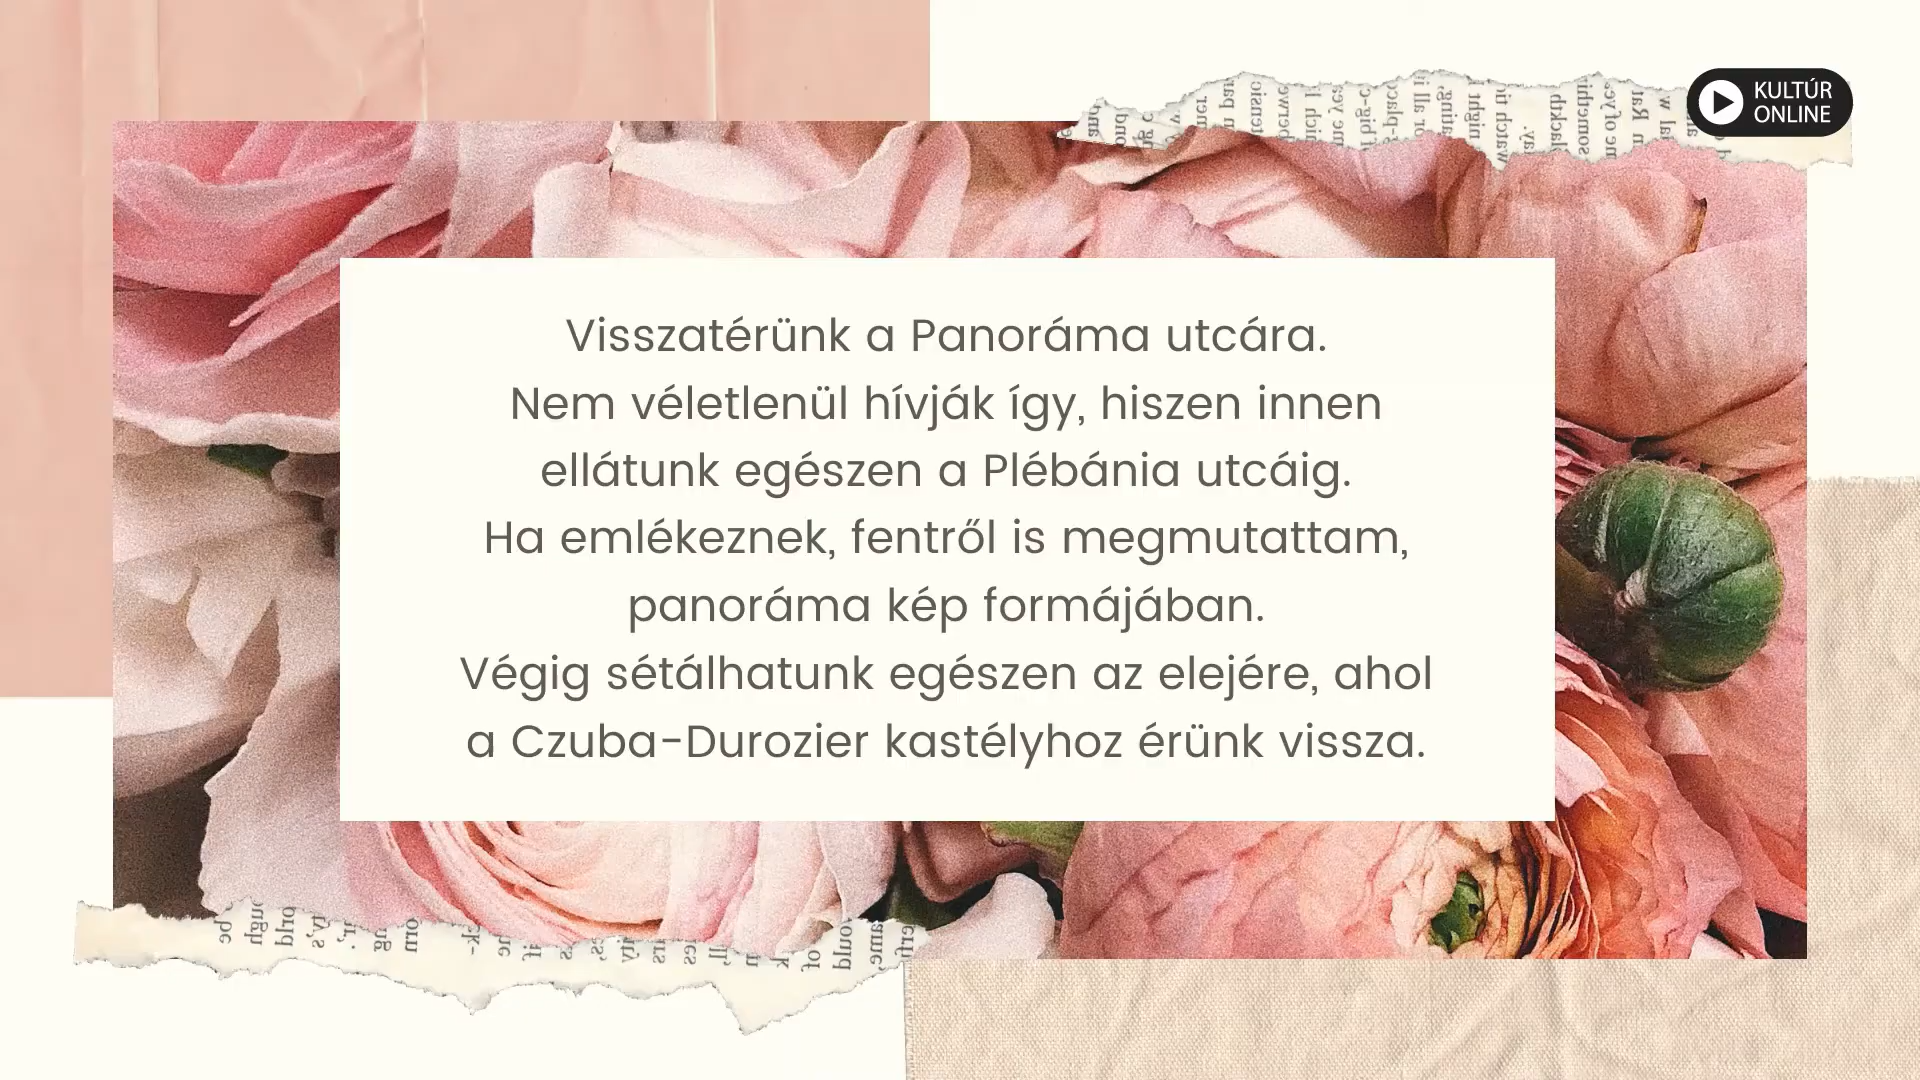 KULTÚR
ONLINE
Visszatérünk a Panoráma utcára.
Nem véletlenül hívják így, hiszen innen
ellátunk egészen a Plébánia utcáig.
Ha emlékeznek, fentről is megmutattam,
panoráma kép formájában.
Végig sétálhatunk egészen az elejére, ahol
a Czuba-Durozier kastélyhoz érünk vissza.